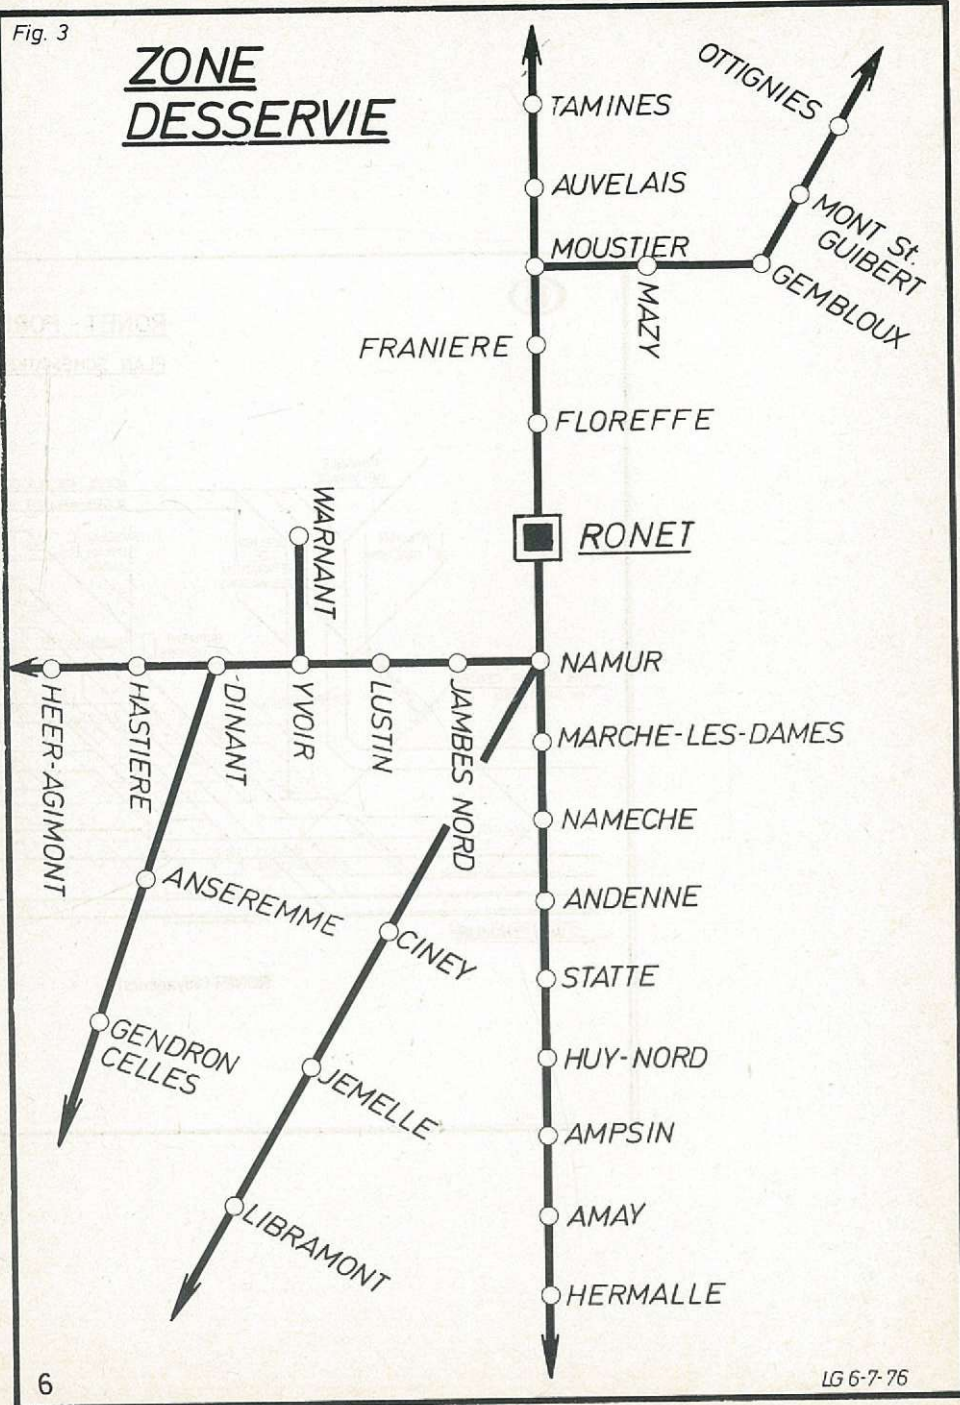 Fig. 3
ZONE
DESSERVIE
TAMINES
AUVELAIS
MOUSTIER
MAZY
GEMBLOUX
MONT St.
GUIBERT
OTTIGNIES
FRANIERE
FLOREFFE
RONET
WARNANT
NAMUR
JAMBES NORD
LUSTIN
YVOIR
DINANT
HASTIERE
HEER-AGIMONT
MARCHE-LES-DAMES
NAMECHE
ANDENNE
STATTE
HUY-NORD
AMPSIN
AMAY
HERMALLE
ANSEREMME
GENDRON
CELLES
CINEY
JEMELLE
LIBRAMONT
6
LG 6-7-76